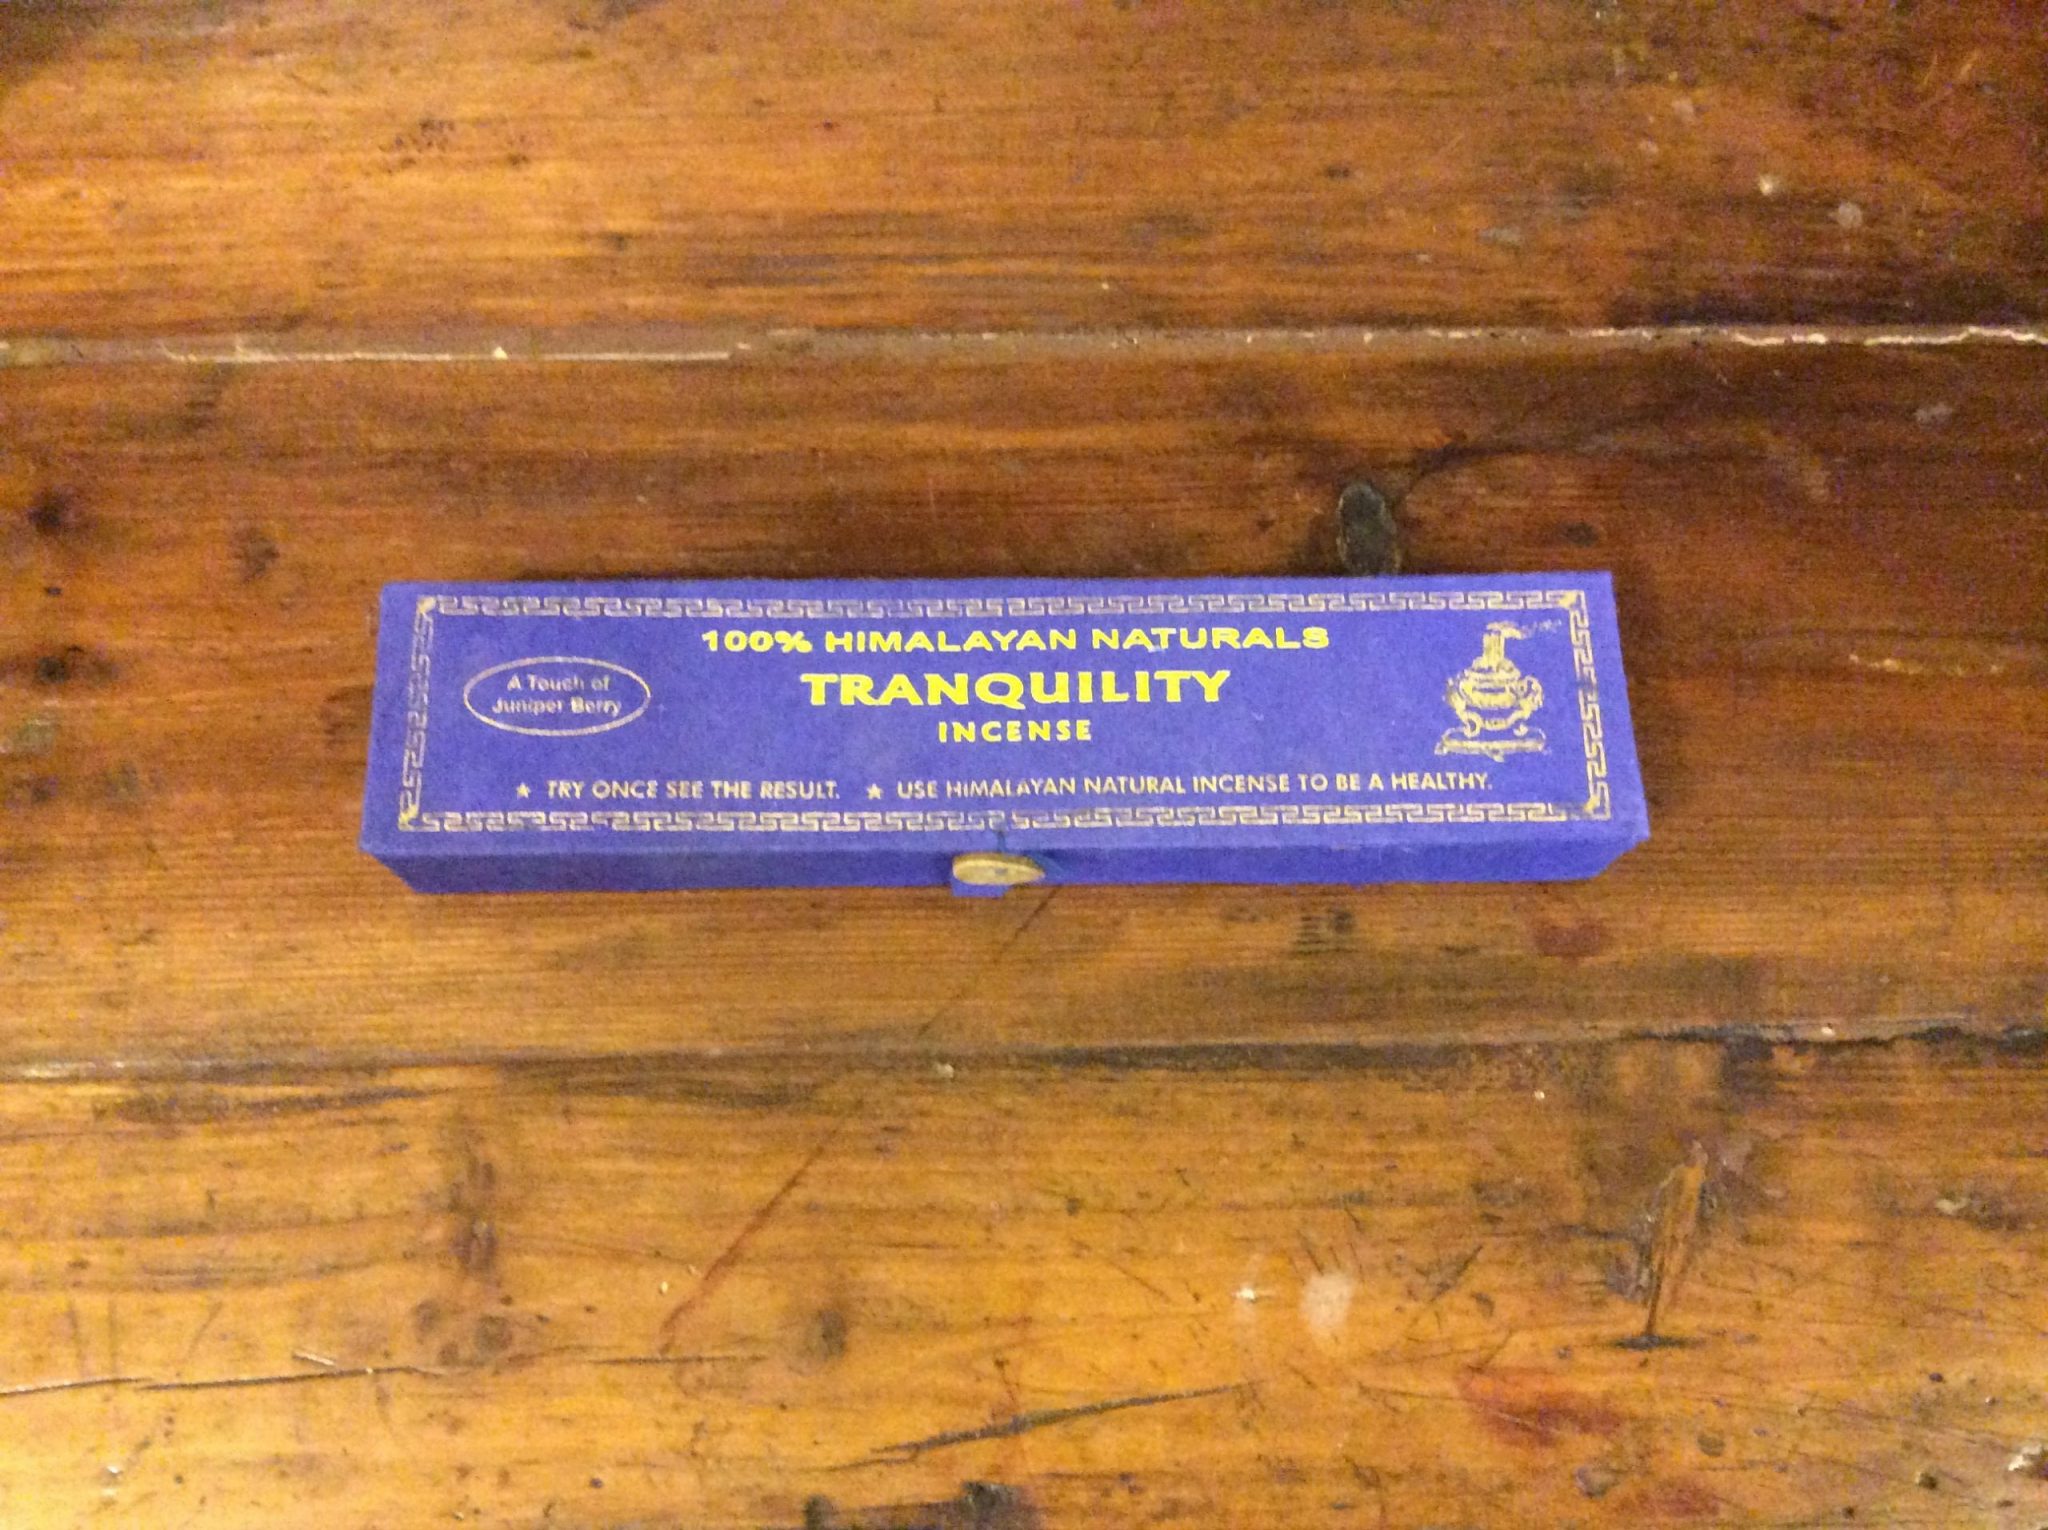 100% HIMALAYAN NATURALS
TRANQUILITY
INCENSE
A Touch of
Juniper Berry
★ TRY ONCE SEE THE RESULT. ★ USE HIMALAYAN NATURAL INCENSE TO BE A HEALTHY.